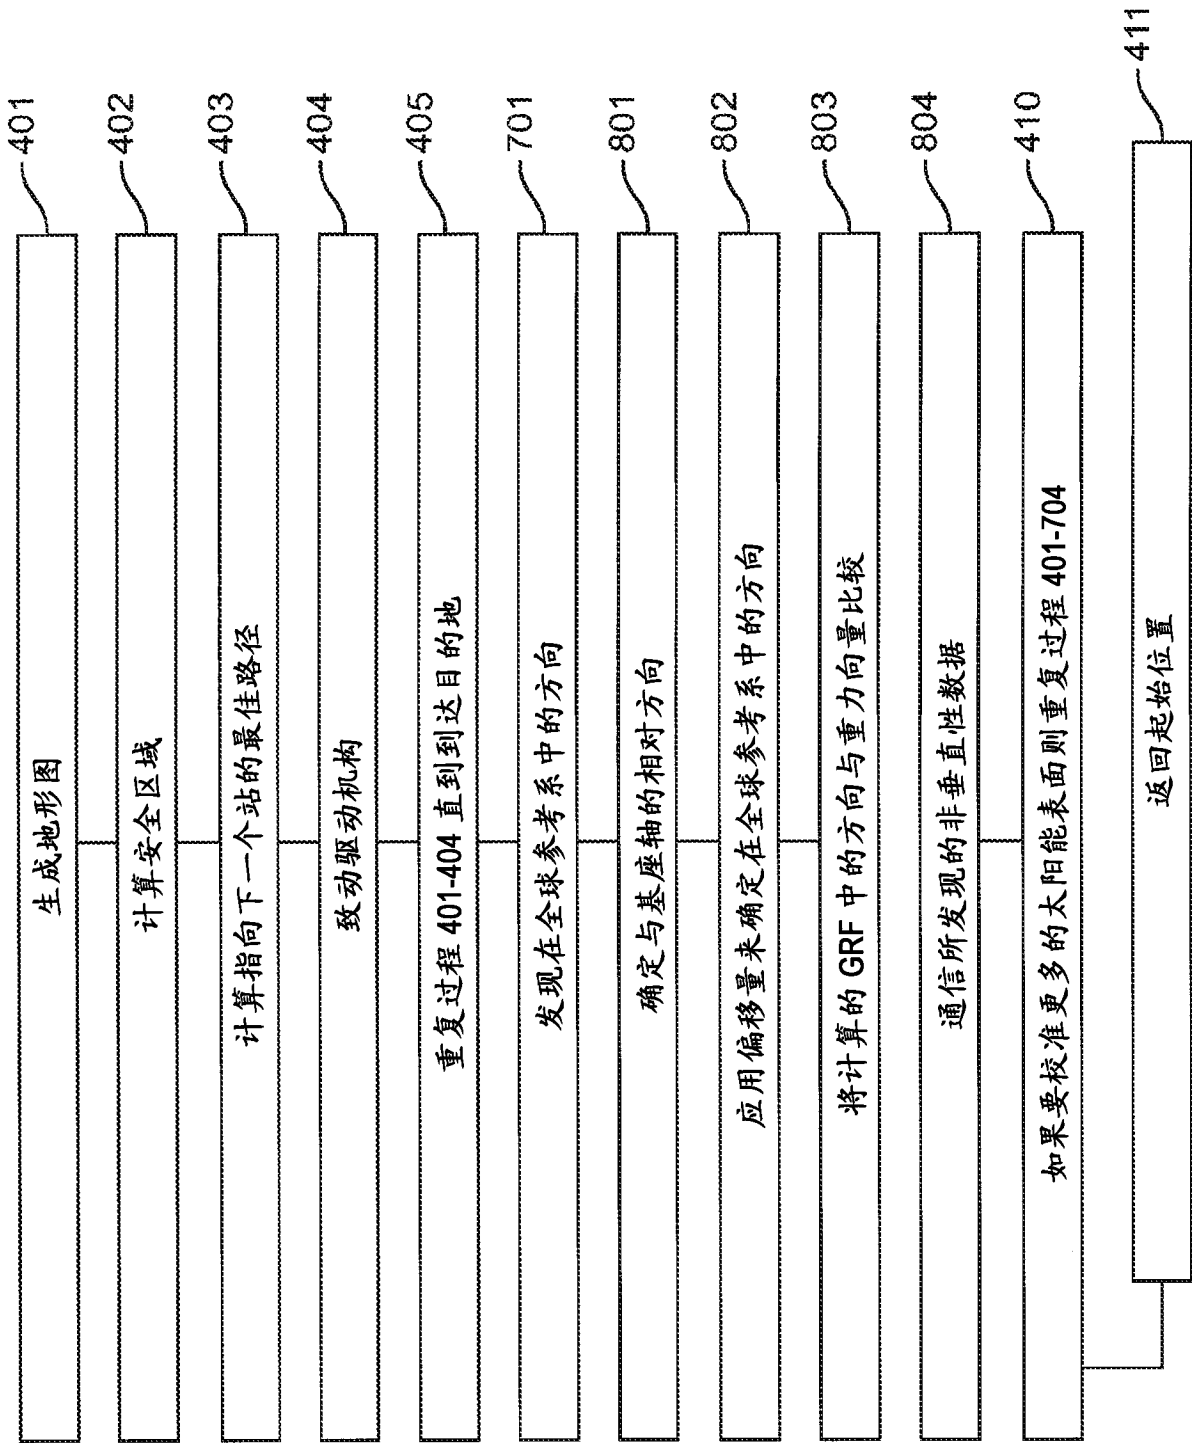 生成地形图
401
计算安全区域
402
计算指向下一个站的最佳路径
403
致动驱动机构
404
重复过程 401-404 直到到达目的地
405
发现在全球参考系中的方向
701
确定与基座轴的相对方向
801
应用偏移量来确定在全球参考系中的方向
802
将计算的 GRF 中的方向与重力向量比较
803
通信所发现的非垂直性数据
804
如果要校准更多的太阳能表面则重复过程 401-704
410
返回起始位置
411